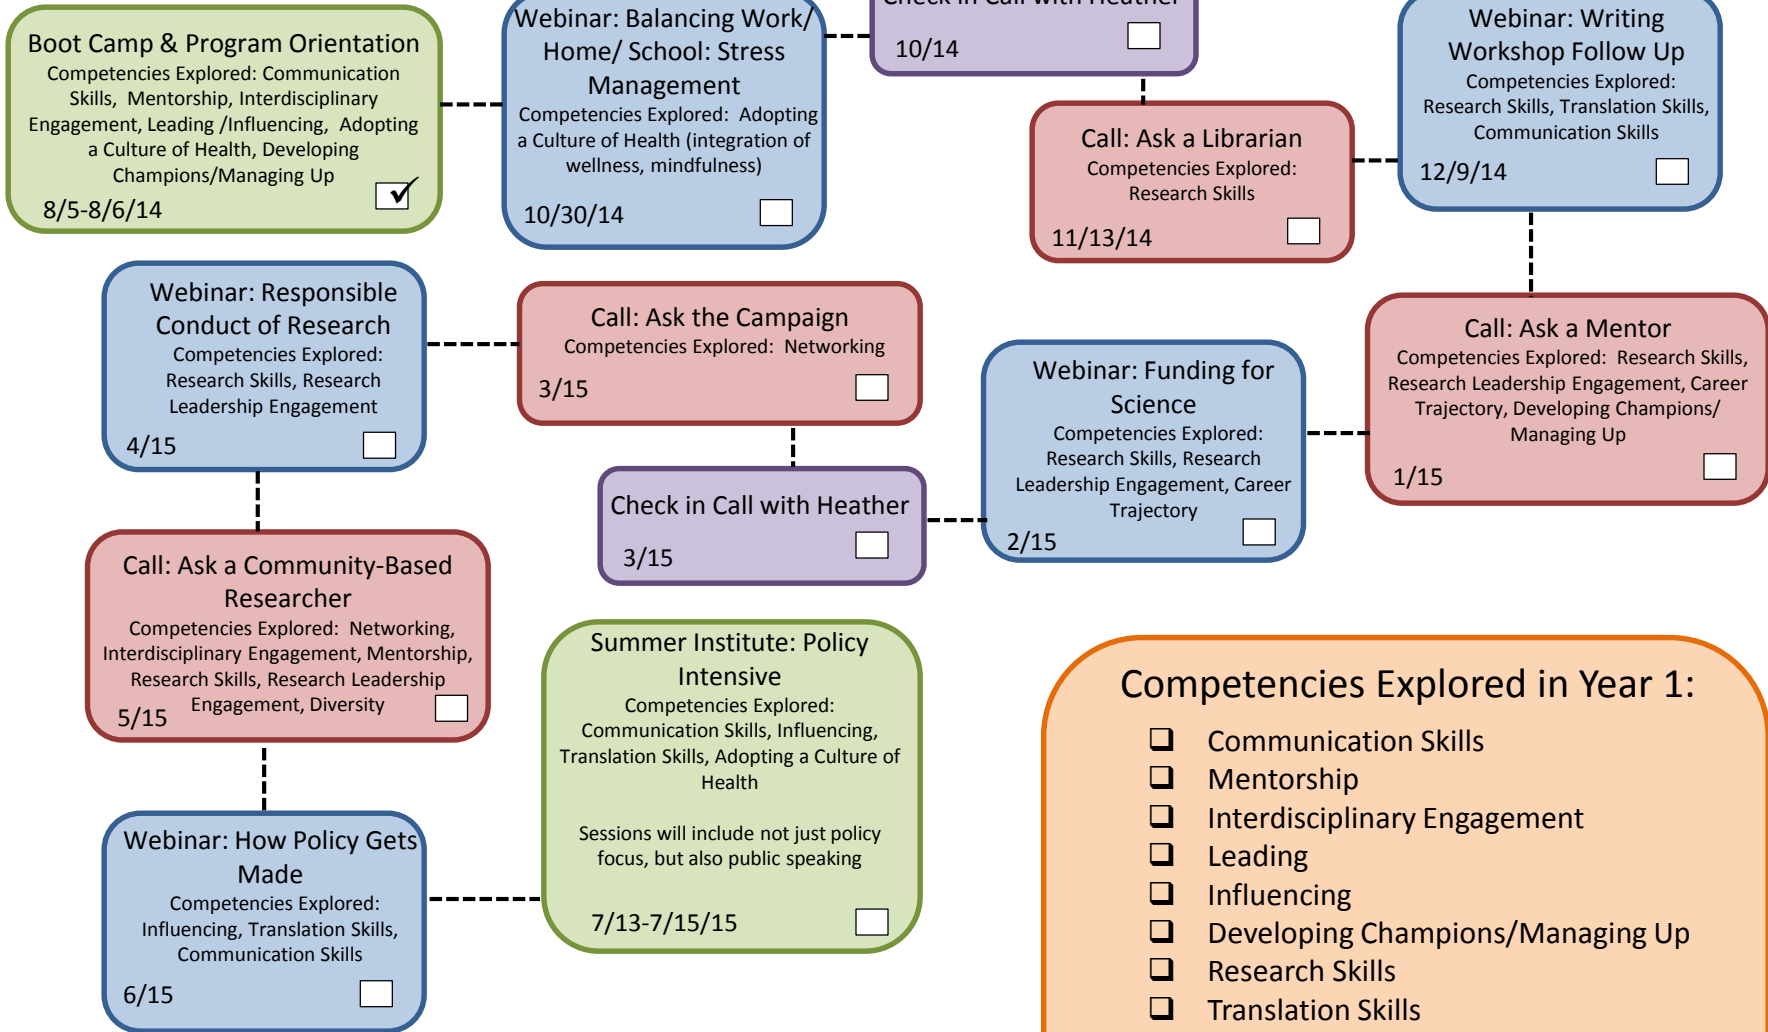 Boot Camp & Program Orientation
Competencies Explored: Communication
Skills, Mentorship, Interdisciplinary
Engagement, Leading /Influencing, Adopting
a Culture of Health, Developing
Champions/Managing Up
8/5-8/6/14
Webinar: Balancing Work/
Home/ School: Stress
Management
Competencies Explored: Adopting
a Culture of Health (integration of
wellness, mindfulness)
10/30/14
Check in Call with Heather
10/14
Call: Ask a Librarian
Competencies Explored:
Research Skills
11/13/14
Webinar: Writing
Workshop Follow Up
Competencies Explored:
Research Skills, Translation Skills,
Communication Skills
12/9/14
Call: Ask a Mentor
Competencies Explored: Research Skills,
Research Leadership Engagement, Career
Trajectory, Developing Champions/
Managing Up
1/15
Webinar: Funding for
Science
Competencies Explored:
Research Skills, Research
Leadership Engagement, Career
Trajectory
2/15
Check in Call with Heather
3/15
Call: Ask the Campaign
Competencies Explored: Networking
3/15
Webinar: Responsible
Conduct of Research
Competencies Explored:
Research Skills, Research
Leadership Engagement
4/15
Call: Ask a Community-Based
Researcher
Competencies Explored: Networking,
Interdisciplinary Engagement, Mentorship,
Research Skills, Research Leadership
Engagement, Diversity
5/15
Webinar: How Policy Gets
Made
Competencies Explored:
Influencing, Translation Skills,
Communication Skills
6/15
Summer Institute: Policy
Intensive
Competencies Explored:
Communication Skills, Influencing,
Translation Skills, Adopting a Culture of
Health
Sessions will include not just policy
focus, but also public speaking
7/13-7/15/15
Competencies Explored in Year 1:
Communication Skills
Mentorship
Interdisciplinary Engagement
Leading
Influencing
Developing Champions/Managing Up
Research Skills
Translation Skills